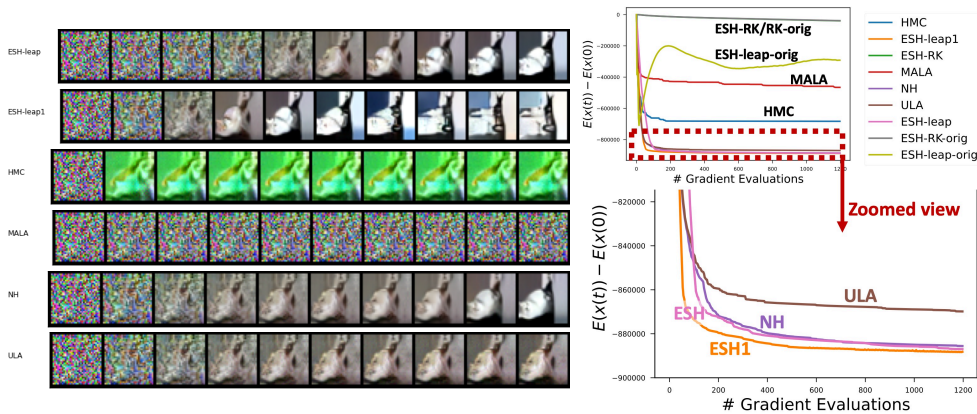 ESH-leap
ESH-leap1
HMC
MALA
NH
ULA
E(x(t)) − E(x(0))
0
−200000
−400000
−600000
−800000
ESH-RK/RK-orig
ESH-leap-orig
MALA
HMC
0 200 400 600 800 1000 1200
# Gradient Evaluations
HMC
ESH-leap1
ESH-RK
MALA
NH
ULA
ESH-leap
ESH-RK-orig
ESH-leap-orig
Zoomed view
E(x(t)) − E(x(0))
−820000
−840000
−860000
−880000
−900000
ULA
ESH
NH
ESH1
0 200 400 600 800 1000 1200
# Gradient Evaluations